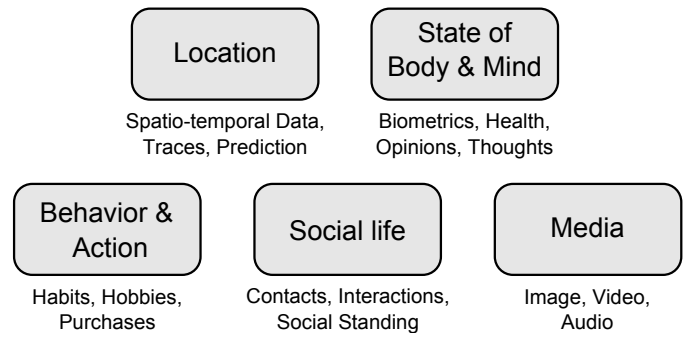 Location
State of
Body & Mind
Spatio-temporal Data,
Traces, Prediction
Biometrics, Health,
Opinions, Thoughts
Behavior &
Action
Social life
Media
Habits, Hobbies,
Purchases
Contacts, Interactions,
Social Standing
Image, Video,
Audio